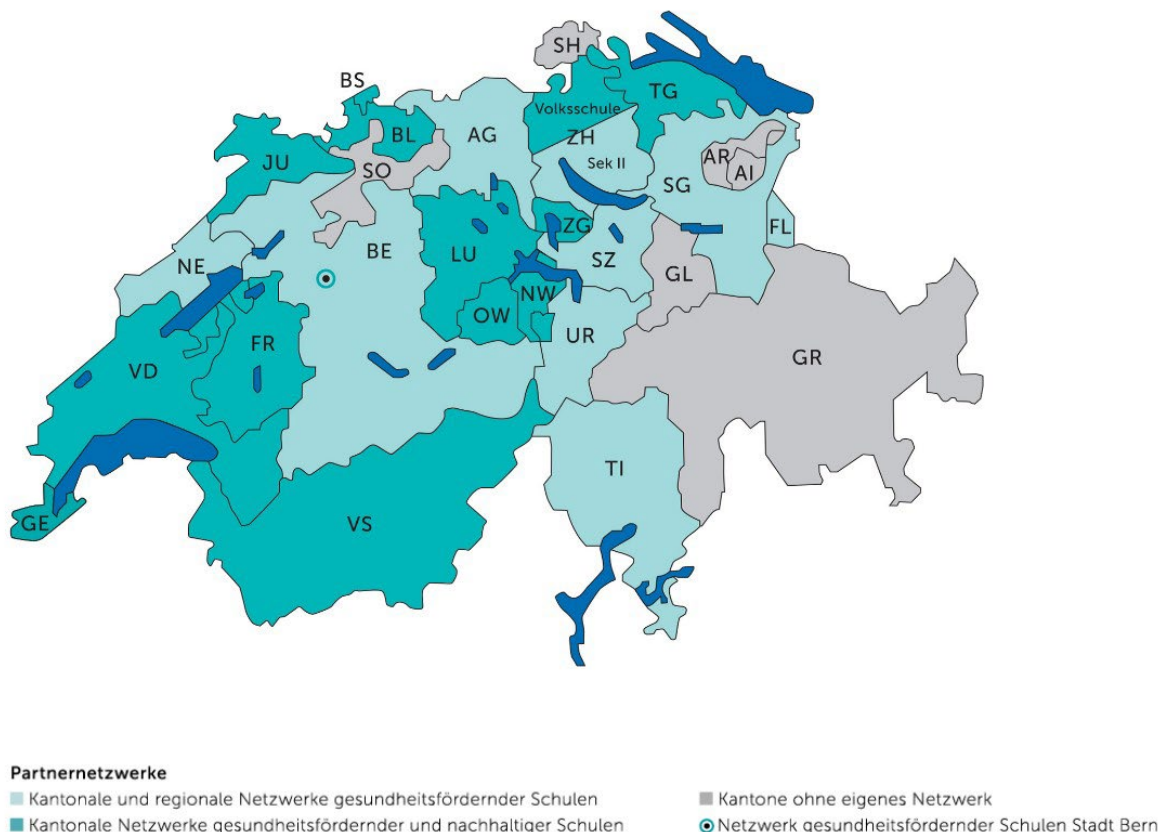 SH
BS
TG
Volksschule
BL
AG
ZH
JU
SO
Sek II
AR
AI
SG
ZG
FL
NE
BE
LU
SZ
GL
NW
OW
UR
FR
VD
GR
TI
GE
VS
Partnernetzwerke
Kantonale und regionale Netzwerke gesundheitsfördernder Schulen
Kantone ohne eigenes Netzwerk
Kantonale Netzwerke gesundheitsfördernder und nachhaltiger Schulen
Netzwerk gesundheitsfördernder Schulen Stadt Bern